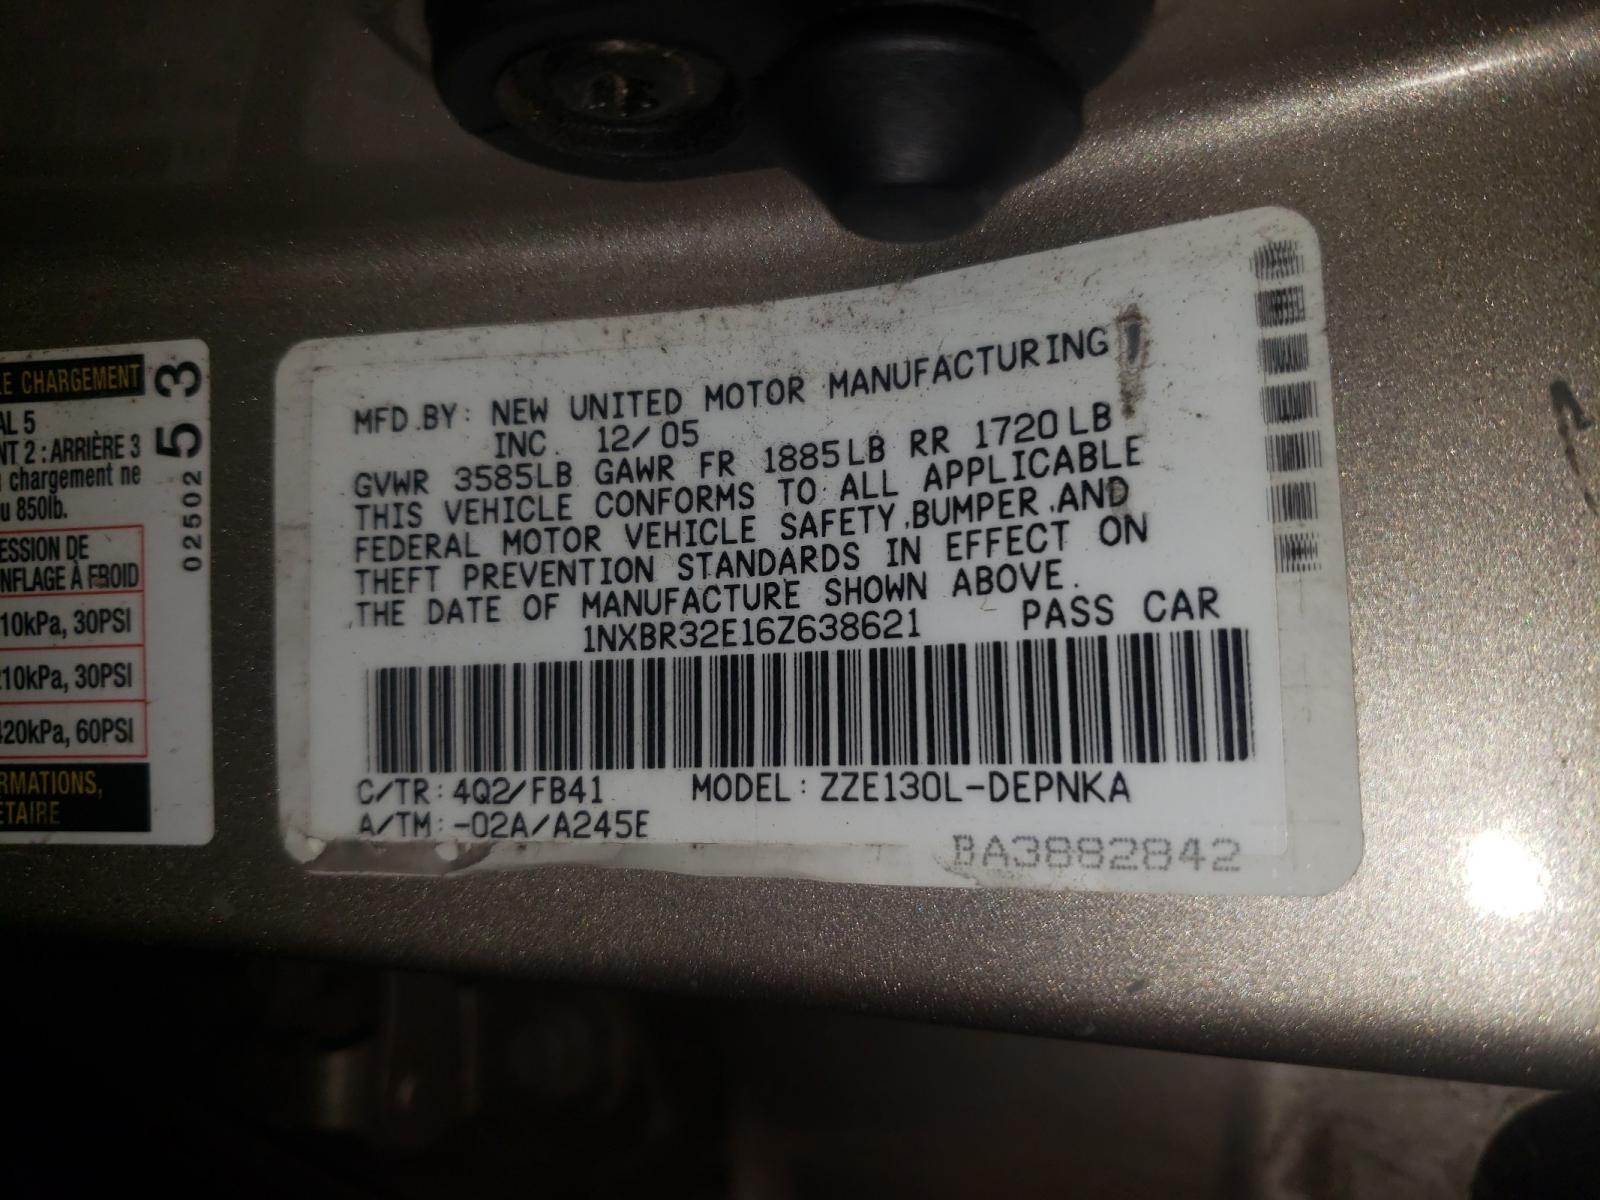 LE CHARGEMENT
AL 5
NT 2 : ARRIÈRE 3
chargement ne
u 850lb.
ESSION DE
NFLAGE À FROID
10kPa, 30PSI
210kPa, 30PSI
420kPa, 60PSI
RMATIONS,
ÉTAIRE
02502 53
MFD.BY: NEW UNITED MOTOR MANUFACTURING
INC. 12/05
GVWR 3585LB GAWR FR 1885LB RR 1720LB
THIS VEHICLE CONFORMS TO ALL APPLICABLE
FEDERAL MOTOR VEHICLE SAFETY,BUMPER,AND
THEFT PREVENTION STANDARDS IN EFFECT ON
THE DATE OF MANUFACTURE SHOWN ABOVE.
1NXBR32E16Z638621 PASS CAR
C/TR: 4Q2/FB41 MODEL: ZZE130L-DEPNKA
A/TM: -02A/A245E
BA3882842